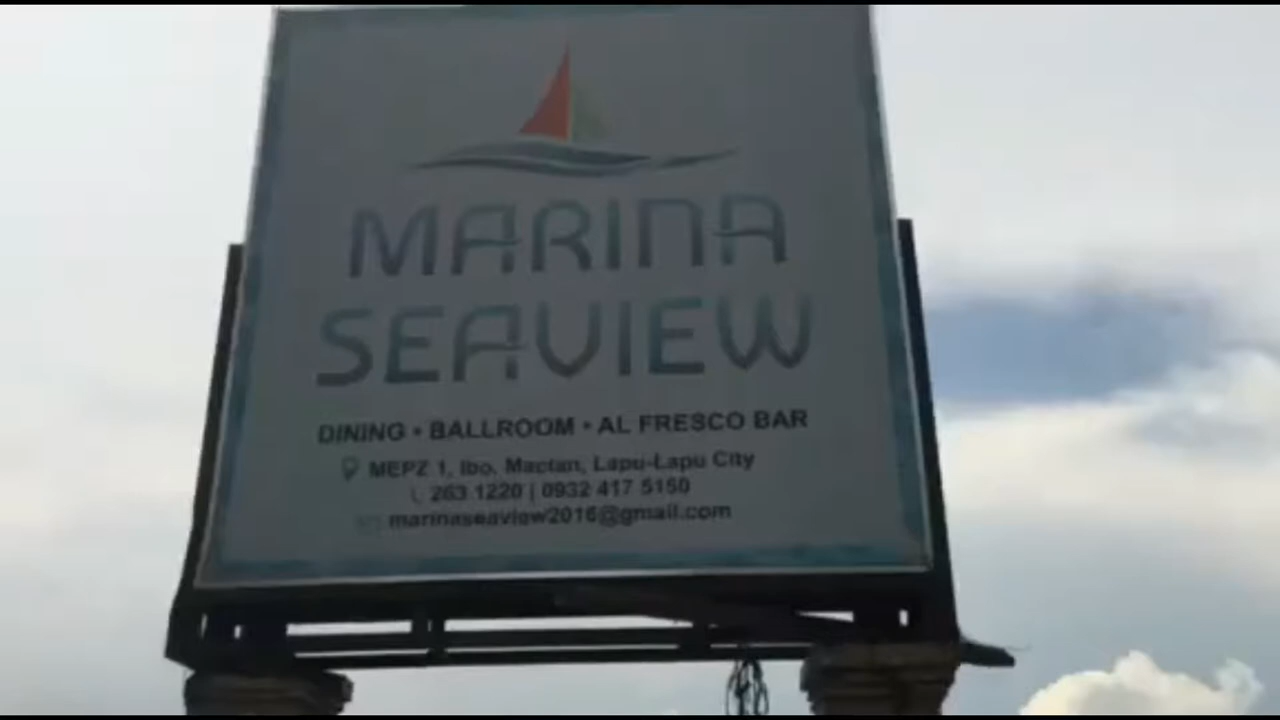 MARINA
SEAVIEW
DINING • BALLROOM • AL FRESCO BAR
MEPZ 1, Ibo, Mactan, Lapu-Lapu City
263 1220 | 0932 417 5150
marinaseaview2016@gmail.com